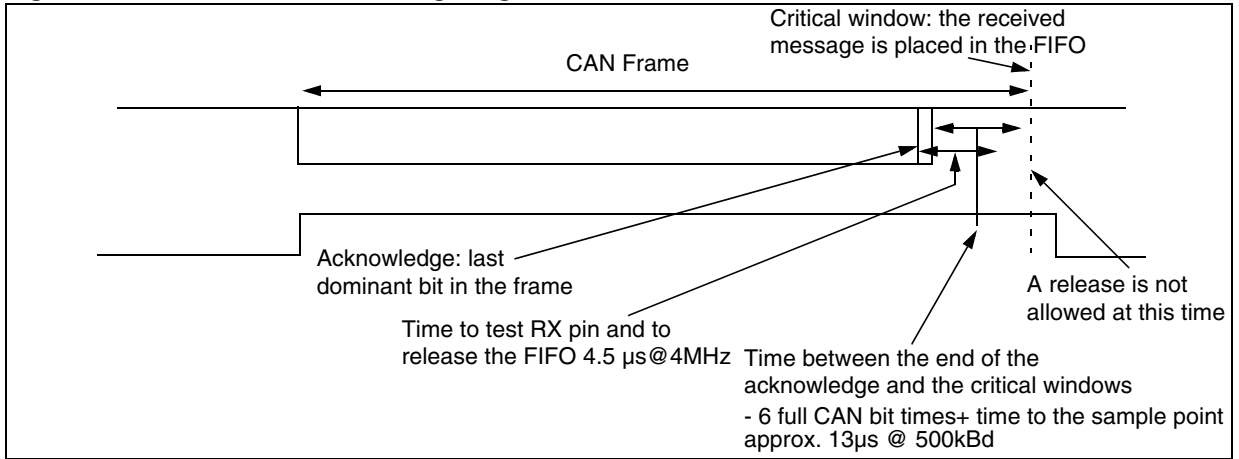 Critical window: the received
message is placed in the FIFO
CAN Frame
Acknowledge: last
dominant bit in the frame
A release is not
allowed at this time
Time to test RX pin and to
release the FIFO 4.5 µs@4MHz
Time between the end of the
acknowledge and the critical windows
- 6 full CAN bit times+ time to the sample point
approx. 13µs @ 500kBd